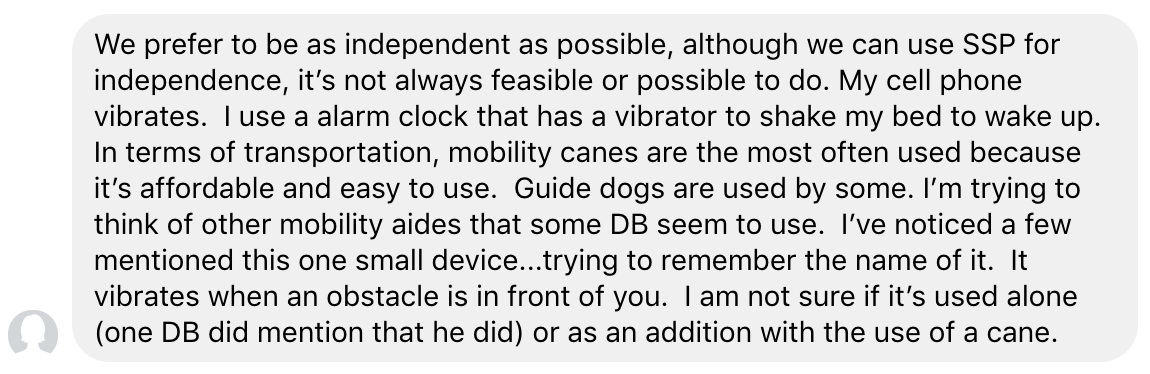 We prefer to be as independent as possible, although we can use SSP for
independence, it’s not always feasible or possible to do. My cell phone
vibrates.  I use a alarm clock that has a vibrator to shake my bed to wake up.
In terms of transportation, mobility canes are the most often used because
it’s affordable and easy to use.  Guide dogs are used by some. I’m trying to
think of other mobility aides that some DB seem to use.  I’ve noticed a few
mentioned this one small device...trying to remember the name of it.  It
vibrates when an obstacle is in front of you.  I am not sure if it’s used alone
(one DB did mention that he did) or as an addition with the use of a cane.